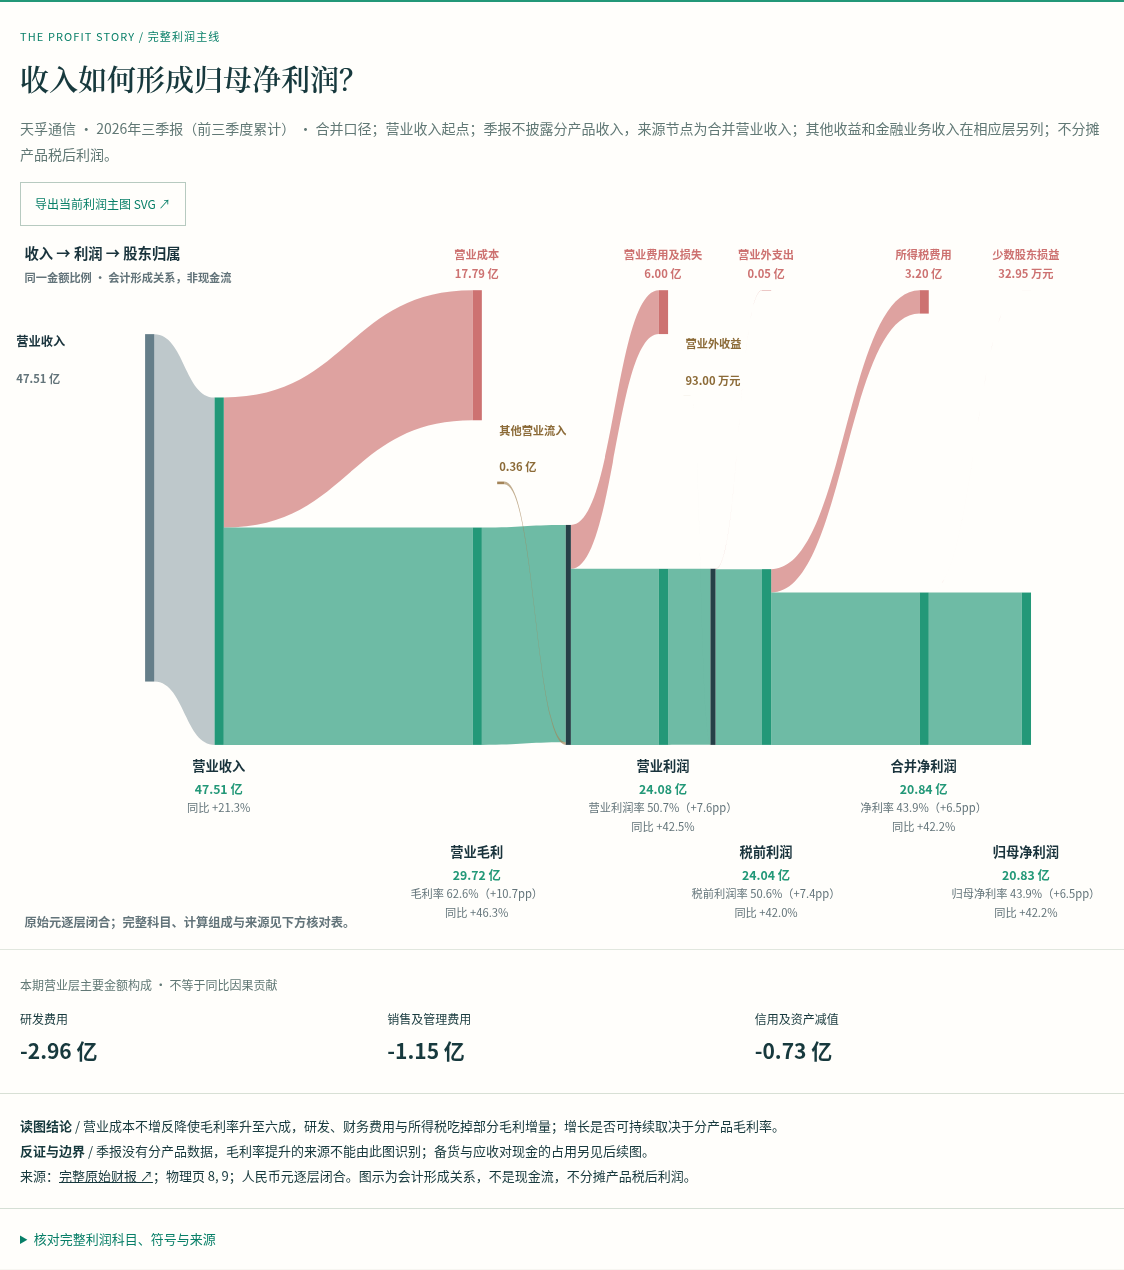 THE PROFIT STORY / 完整利润主线
收入如何形成归母净利润?
天孚通信 · 2026年三季报（前三季度累计） · 合并口径；营业收入起点；季报不披露分产品收入，来源节点为合并营业收入；其他收益和金融业务收入在相应层另列；不分摊
产品税后利润。
导出当前利润主图 SVG ↗
收入 → 利润 → 股东归属
同一金额比例 · 会计形成关系，非现金流
营业成本
17.79 亿
营业费用及损失
6.00 亿
营业外支出
0.05 亿
所得税费用
3.20 亿
少数股东损益
32.95 万元
营业收入
47.51 亿
营业外收益
93.00 万元
其他营业流入
0.36 亿
营业收入
47.51 亿
同比 +21.3%
营业利润
24.08 亿
营业利润率 50.7%（+7.6pp）
同比 +42.5%
合并净利润
20.84 亿
净利率 43.9%（+6.5pp）
同比 +42.2%
营业毛利
29.72 亿
毛利率 62.6%（+10.7pp）
同比 +46.3%
税前利润
24.04 亿
税前利润率 50.6%（+7.4pp）
同比 +42.0%
归母净利润
20.83 亿
归母净利率 43.9%（+6.5pp）
同比 +42.2%
原始元逐层闭合；完整科目、计算组成与来源见下方核对表。
本期营业层主要金额构成 · 不等于同比因果贡献
研发费用
-2.96 亿
销售及管理费用
-1.15 亿
信用及资产减值
-0.73 亿
读图结论 / 营业成本不增反降使毛利率升至六成，研发、财务费用与所得税吃掉部分毛利增量；增长是否可持续取决于分产品毛利率。
反证与边界 / 季报没有分产品数据，毛利率提升的来源不能由此图识别；备货与应收对现金的占用另见后续图。
来源：完整原始财报 ↗；物理页 8, 9；人民币元逐层闭合。图示为会计形成关系，不是现金流，不分摊产品税后利润。
▶ 核对完整利润科目、符号与来源